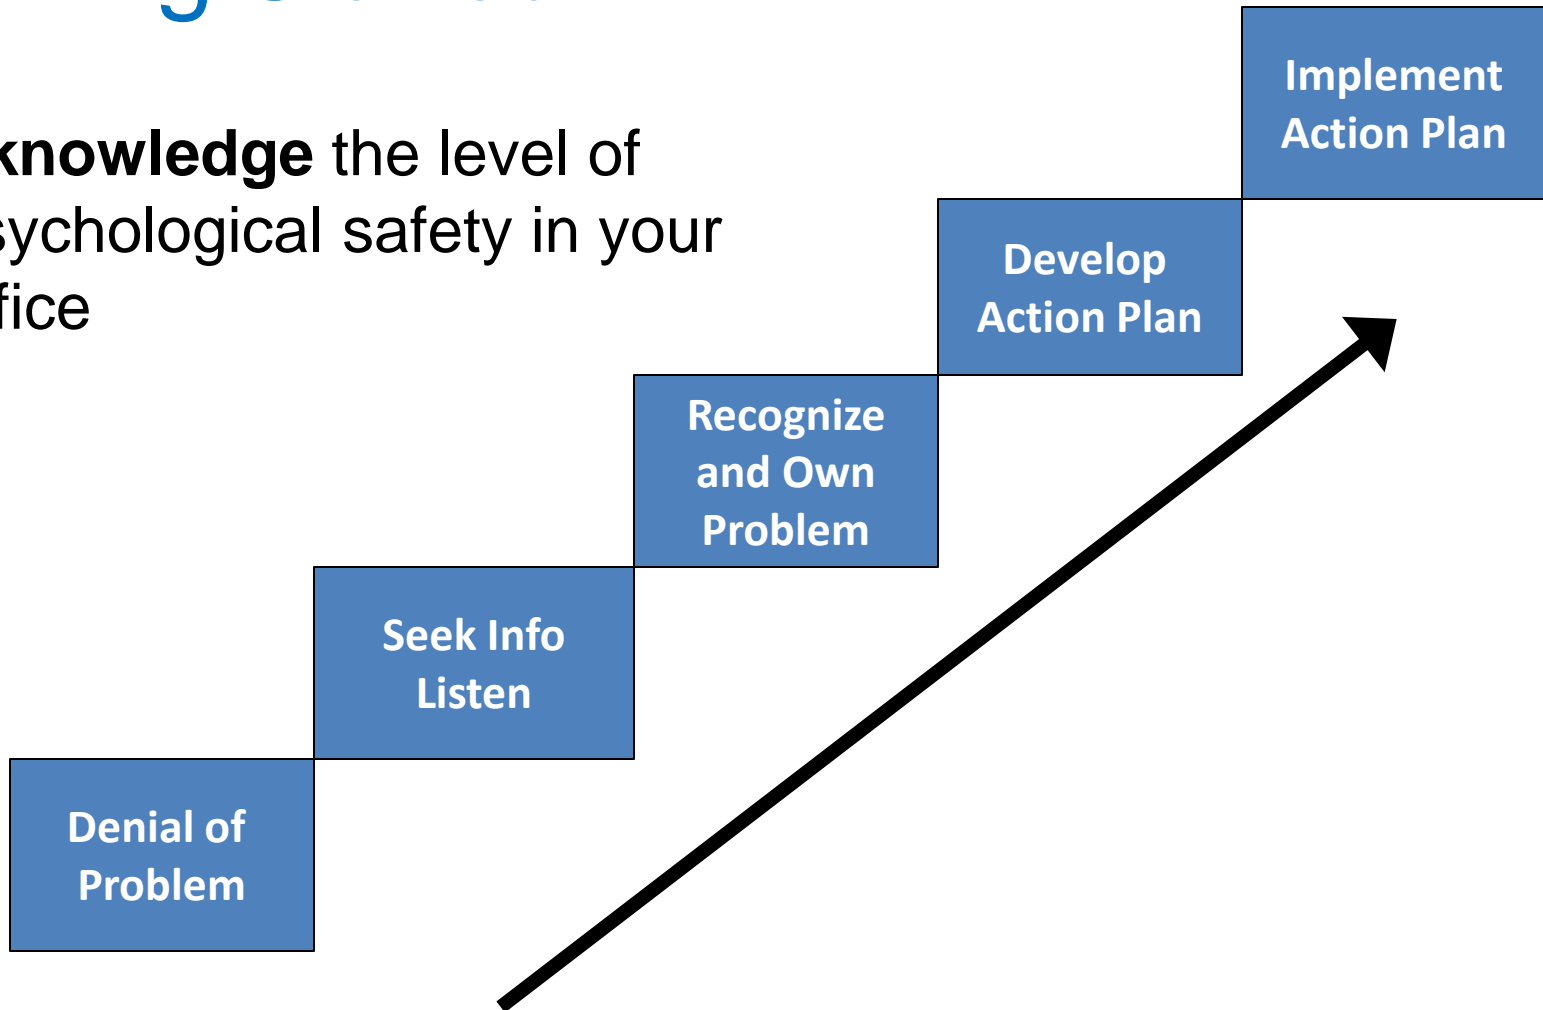 knowledge the level of
sychological safety in your
fice
Implement
Action Plan
Develop
Action Plan
Recognize
and Own
Problem
Seek Info
Listen
Denial of
Problem